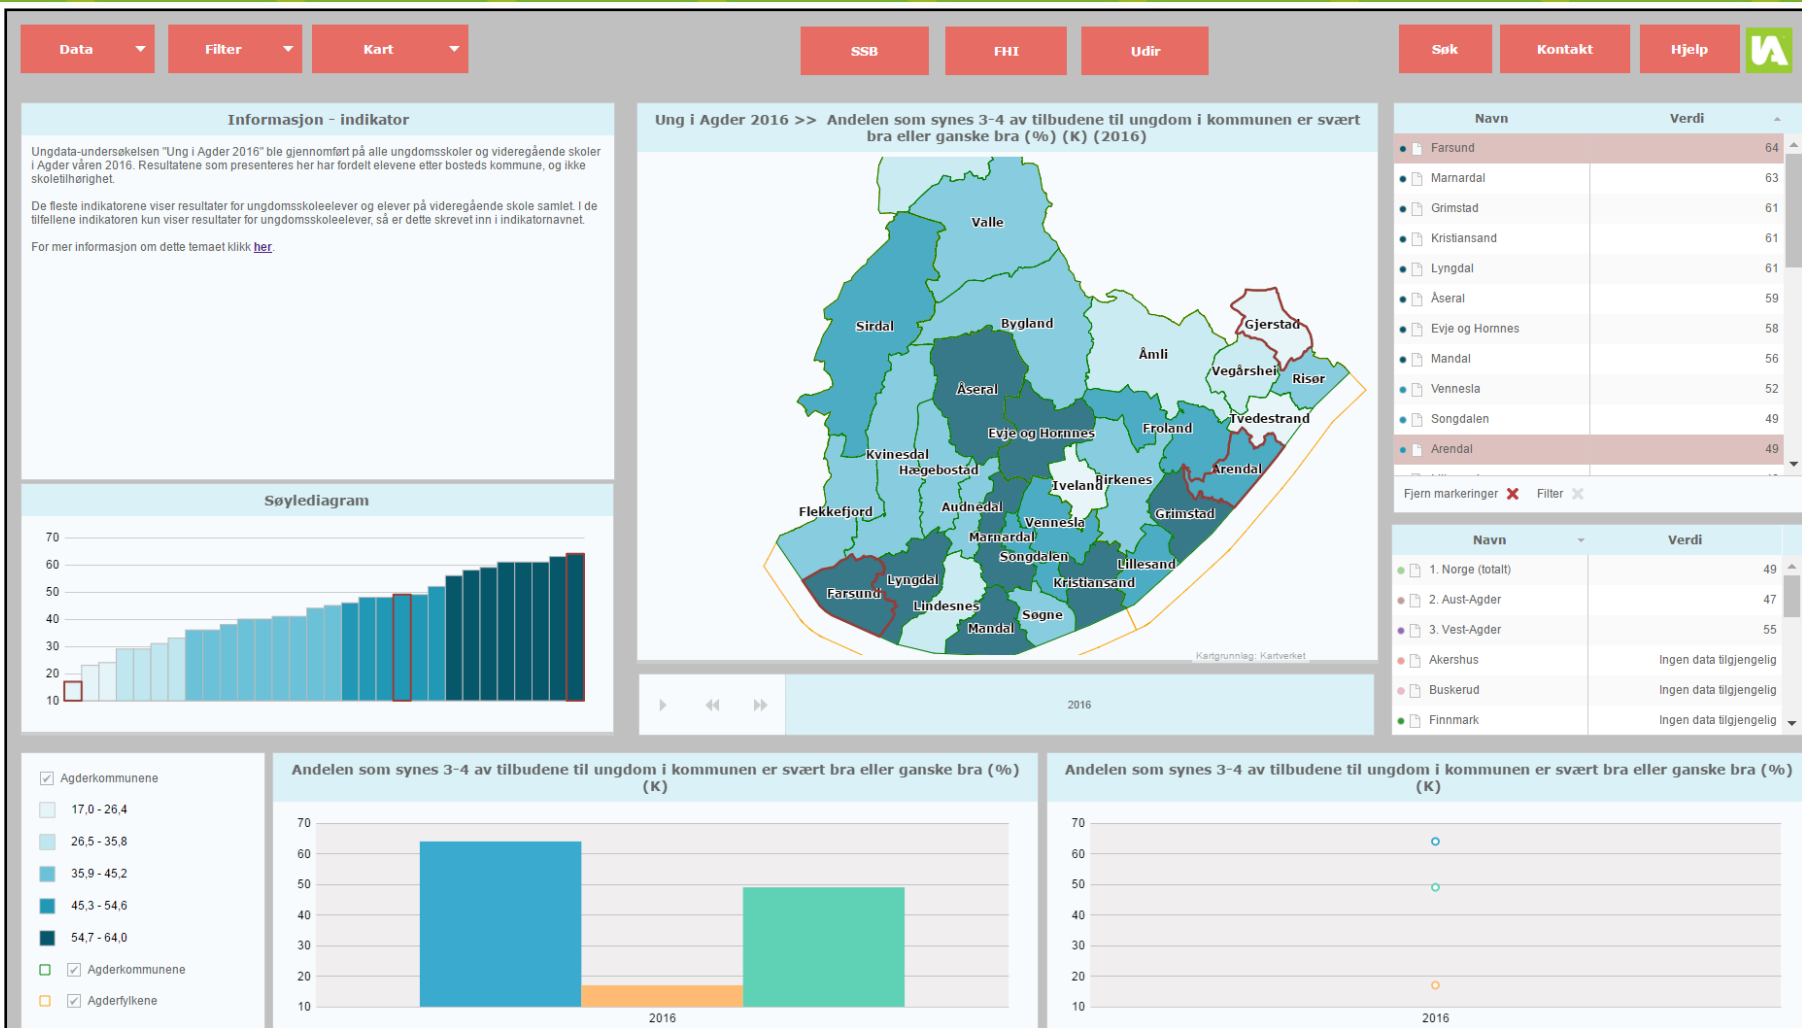 Data
Filter
Kart
SSB
FHI
Udir
Søk
Kontakt
Hjelp
Informasjon - indikator
Ungdata-undersøkelsen "Ung i Agder 2016" ble gjennomført på alle ungdomsskoler og videregående skoler
i Agder våren 2016. Resultatene som presenteres her har fordelt elevene etter bosteds kommune, og ikke
skoletilhørighet.
De fleste indikatorene viser resultater for ungdomsskoleelever og elever på videregående skole samlet. I de
tilfellene indikatoren kun viser resultater for ungdomsskoleelever, så er dette skrevet inn i indikatornavnet.
For mer informasjon om dette temaet klikk her.
Søylediagram
70
60
50
40
30
20
10
Ung i Agder 2016 >> Andelen som synes 3-4 av tilbudene til ungdom i kommunen er svært
bra eller ganske bra (%) (K) (2016)
Valle
Sirdal
Bygland
Gjerstad
Åmli
Vegårshei
Risør
Åseral
Tvedestrand
Evje og Hornnes
Froland
Kvinesdal
Hægebostad
Arendal
Iveland
Birkenes
Flekkefjord
Audnedal
Grimstad
Vennesla
Marnardal
Songdalen
Lillesand
Lyngdal
Kristiansand
Farsund
Lindesnes
Søgne
Mandal
Kartgrunnlag: Kartverket
2016
Navn Verdi
Farsund 64
Marnardal 63
Grimstad 61
Kristiansand 61
Lyngdal 61
Åseral 59
Evje og Hornnes 58
Mandal 56
Vennesla 52
Songdalen 49
Arendal 49
Fjern markeringer Filter
Navn Verdi
1. Norge (totalt) 49
2. Aust-Agder 47
3. Vest-Agder 55
Akershus Ingen data tilgjengelig
Buskerud Ingen data tilgjengelig
Finnmark Ingen data tilgjengelig
Agderkommunene
17,0 - 26,4
26,5 - 35,8
35,9 - 45,2
45,3 - 54,6
54,7 - 64,0
Agderkommunene
Agderfylkene
Andelen som synes 3-4 av tilbudene til ungdom i kommunen er svært bra eller ganske bra (%)
(K)
70
60
50
40
30
20
10
2016
Andelen som synes 3-4 av tilbudene til ungdom i kommunen er svært bra eller ganske bra (%)
(K)
70
60
50
40
30
20
10
2016